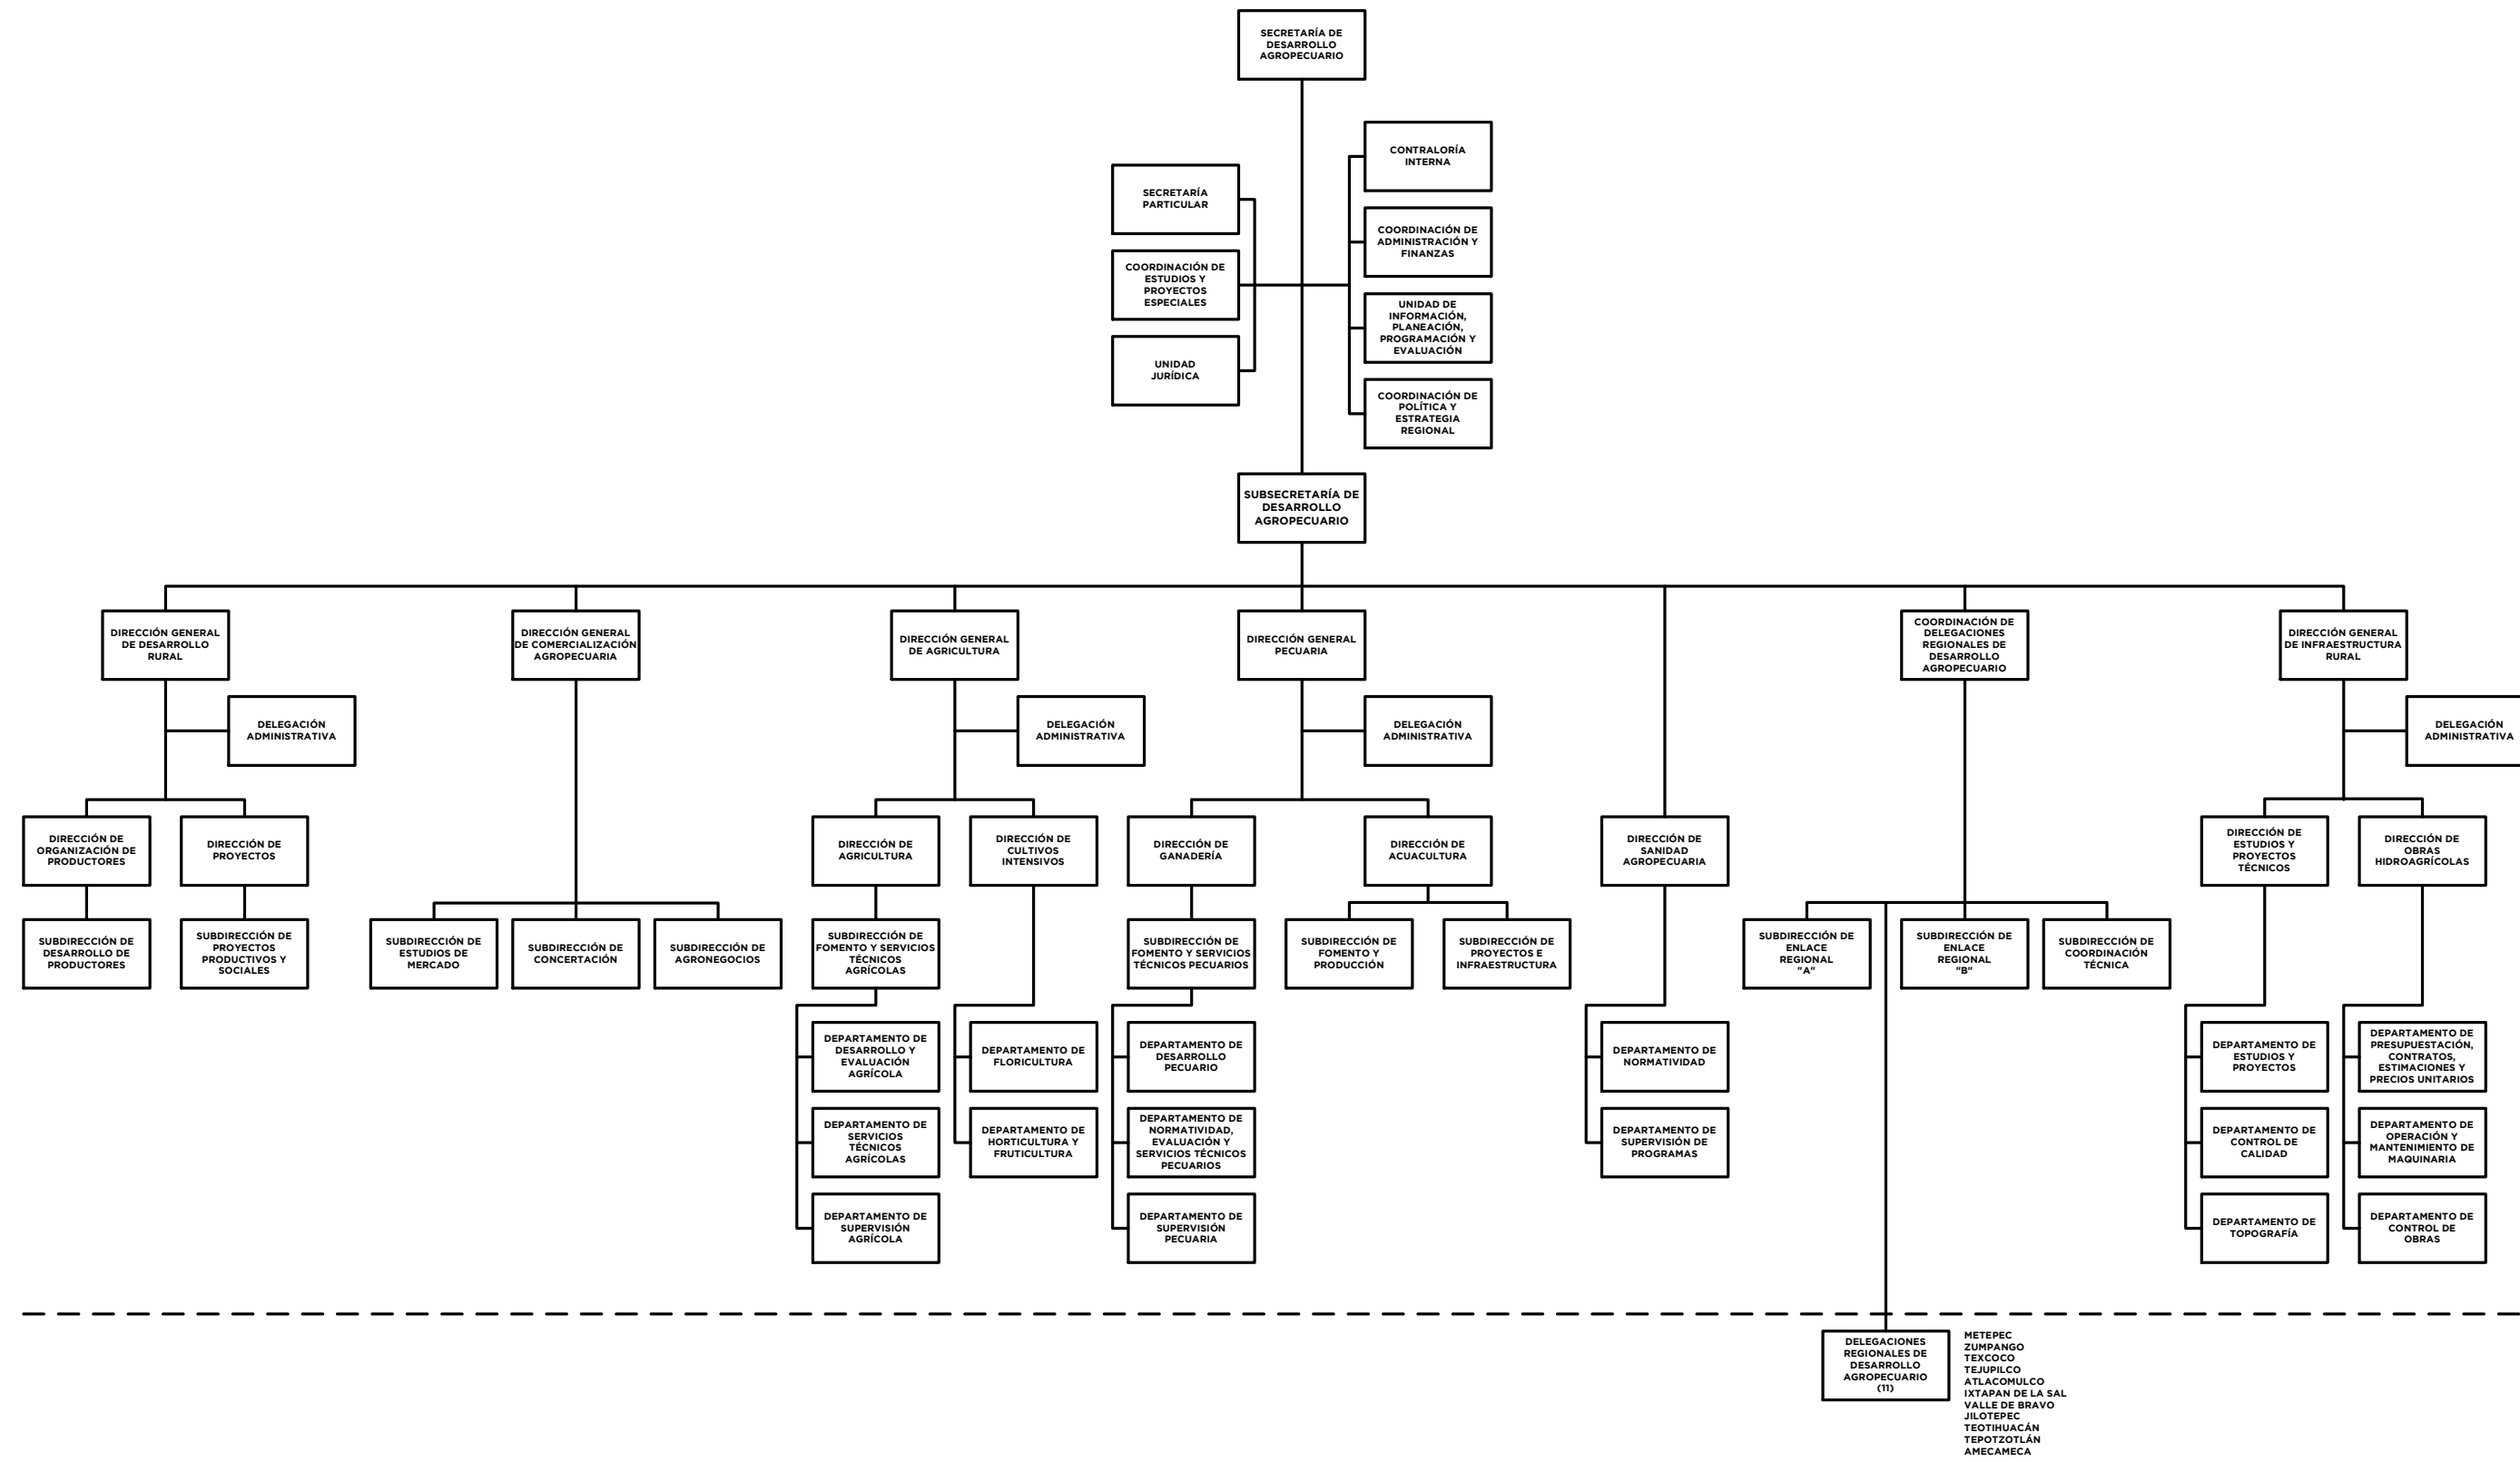 SECRETARÍA DE
DESARROLLO
AGROPECUARIO
CONTRALORÍA
INTERNA
SECRETARÍA
PARTICULAR
COORDINACIÓN DE
ADMINISTRACIÓN Y
FINANZAS
COORDINACIÓN DE
ESTUDIOS Y
PROYECTOS
ESPECIALES
UNIDAD DE
INFORMACIÓN,
PLANEACIÓN,
PROGRAMACIÓN Y
EVALUACIÓN
UNIDAD
JURÍDICA
COORDINACIÓN DE
POLÍTICA Y
ESTRATEGIA
REGIONAL
SUBSECRETARÍA DE
DESARROLLO
AGROPECUARIO
DIRECCIÓN GENERAL
DE DESARROLLO
RURAL
DIRECCIÓN GENERAL
DE COMERCIALIZACIÓN
AGROPECUARIA
DIRECCIÓN GENERAL
DE AGRICULTURA
DIRECCIÓN GENERAL
PECUARIA
COORDINACIÓN DE
DELEGACIONES
REGIONALES DE
DESARROLLO
AGROPECUARIO
DIRECCIÓN GENERAL
DE INFRAESTRUCTURA
RURAL
DELEGACIÓN
ADMINISTRATIVA
DELEGACIÓN
ADMINISTRATIVA
DELEGACIÓN
ADMINISTRATIVA
DELEGACIÓN
ADMINISTRATIVA
DIRECCIÓN DE
ORGANIZACIÓN DE
PRODUCTORES
DIRECCIÓN DE
PROYECTOS
DIRECCIÓN DE
AGRICULTURA
DIRECCIÓN DE
CULTIVOS
INTENSIVOS
DIRECCIÓN DE
GANADERÍA
DIRECCIÓN DE
ACUACULTURA
DIRECCIÓN DE
SANIDAD
AGROPECUARIA
DIRECCIÓN DE
ESTUDIOS Y
PROYECTOS
TÉCNICOS
DIRECCIÓN DE
OBRAS
HIDROAGRÍCOLAS
SUBDIRECCIÓN DE
DESARROLLO DE
PRODUCTORES
SUBDIRECCIÓN DE
PROYECTOS
PRODUCTIVOS Y
SOCIALES
SUBDIRECCIÓN DE
ESTUDIOS DE
MERCADO
SUBDIRECCIÓN DE
CONCERTACIÓN
SUBDIRECCIÓN DE
AGRONEGOCIOS
SUBDIRECCIÓN DE
FOMENTO Y SERVICIOS
TÉCNICOS
AGRÍCOLAS
SUBDIRECCIÓN DE
FOMENTO Y SERVICIOS
TÉCNICOS PECUARIOS
SUBDIRECCIÓN DE
FOMENTO Y
PRODUCCIÓN
SUBDIRECCIÓN DE
PROYECTOS E
INFRAESTRUCTURA
SUBDIRECCIÓN DE
ENLACE
REGIONAL
"A"
SUBDIRECCIÓN DE
ENLACE
REGIONAL
"B"
SUBDIRECCIÓN DE
COORDINACIÓN
TÉCNICA
DEPARTAMENTO DE
DESARROLLO Y
EVALUACIÓN
AGRÍCOLA
DEPARTAMENTO DE
FLORICULTURA
DEPARTAMENTO DE
DESARROLLO
PECUARIO
DEPARTAMENTO DE
NORMATIVIDAD
DEPARTAMENTO DE
ESTUDIOS Y
PROYECTOS
DEPARTAMENTO DE
PRESUPUESTACIÓN,
CONTRATOS,
ESTIMACIONES Y
PRECIOS UNITARIOS
DEPARTAMENTO DE
SERVICIOS
TÉCNICOS
AGRÍCOLAS
DEPARTAMENTO DE
HORTICULTURA Y
FRUTICULTURA
DEPARTAMENTO DE
NORMATIVIDAD,
EVALUACIÓN Y
SERVICIOS TÉCNICOS
PECUARIOS
DEPARTAMENTO DE
SUPERVISIÓN DE
PROGRAMAS
DEPARTAMENTO DE
CONTROL DE
CALIDAD
DEPARTAMENTO DE
OPERACIÓN Y
MANTENIMIENTO DE
MAQUINARIA
DEPARTAMENTO DE
SUPERVISIÓN
AGRÍCOLA
DEPARTAMENTO DE
SUPERVISIÓN
PECUARIA
DEPARTAMENTO DE
TOPOGRAFÍA
DEPARTAMENTO DE
CONTROL DE
OBRAS
DELEGACIONES
REGIONALES DE
DESARROLLO
AGROPECUARIO
(11)
METEPEC
ZUMPANGO
TEXCOCO
TEJUPILCO
ATLACOMULCO
IXTAPAN DE LA SAL
VALLE DE BRAVO
JILOTEPEC
TEOTIHUACÁN
TEPOTZOTLÁN
AMECAMECA